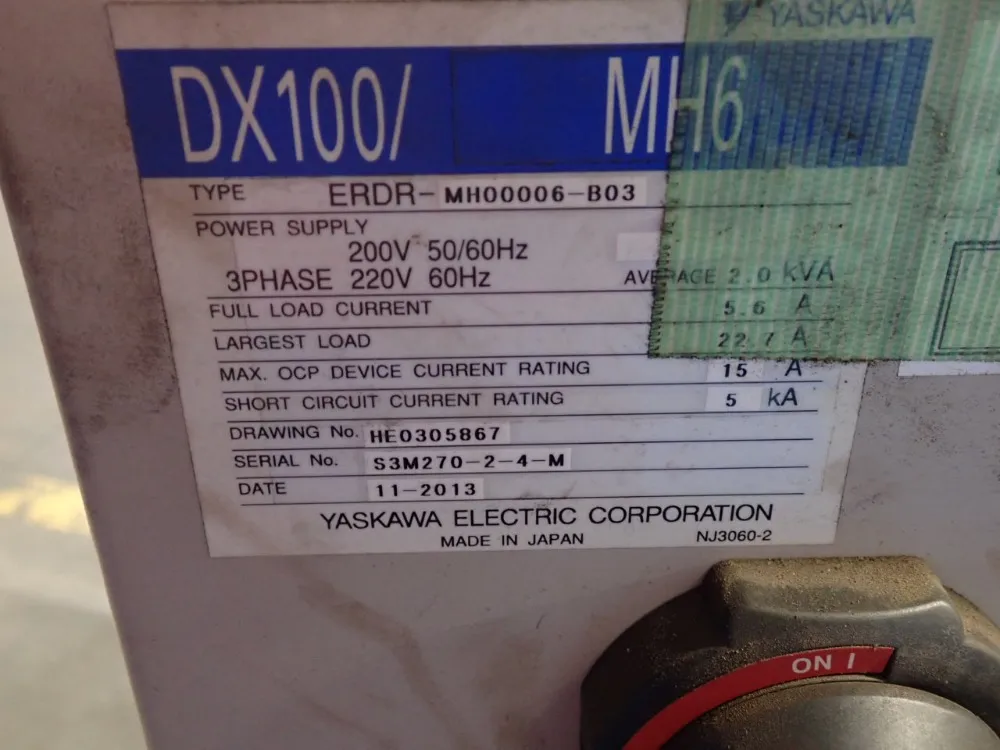 YASKAWA
DX100/ MH6
TYPE ERDR-MH00006-B03
POWER SUPPLY
200V 50/60Hz
3PHASE 220V 60Hz AVERAGE 2.0 kVA
FULL LOAD CURRENT 5.6 A
LARGEST LOAD 22.7 A
MAX. OCP DEVICE CURRENT RATING 15 A
SHORT CIRCUIT CURRENT RATING 5 kA
DRAWING No. HE0305867
SERIAL No. S3M270-2-4-M
DATE 11-2013
YASKAWA ELECTRIC CORPORATION
MADE IN JAPAN NJ3060-2
ON I